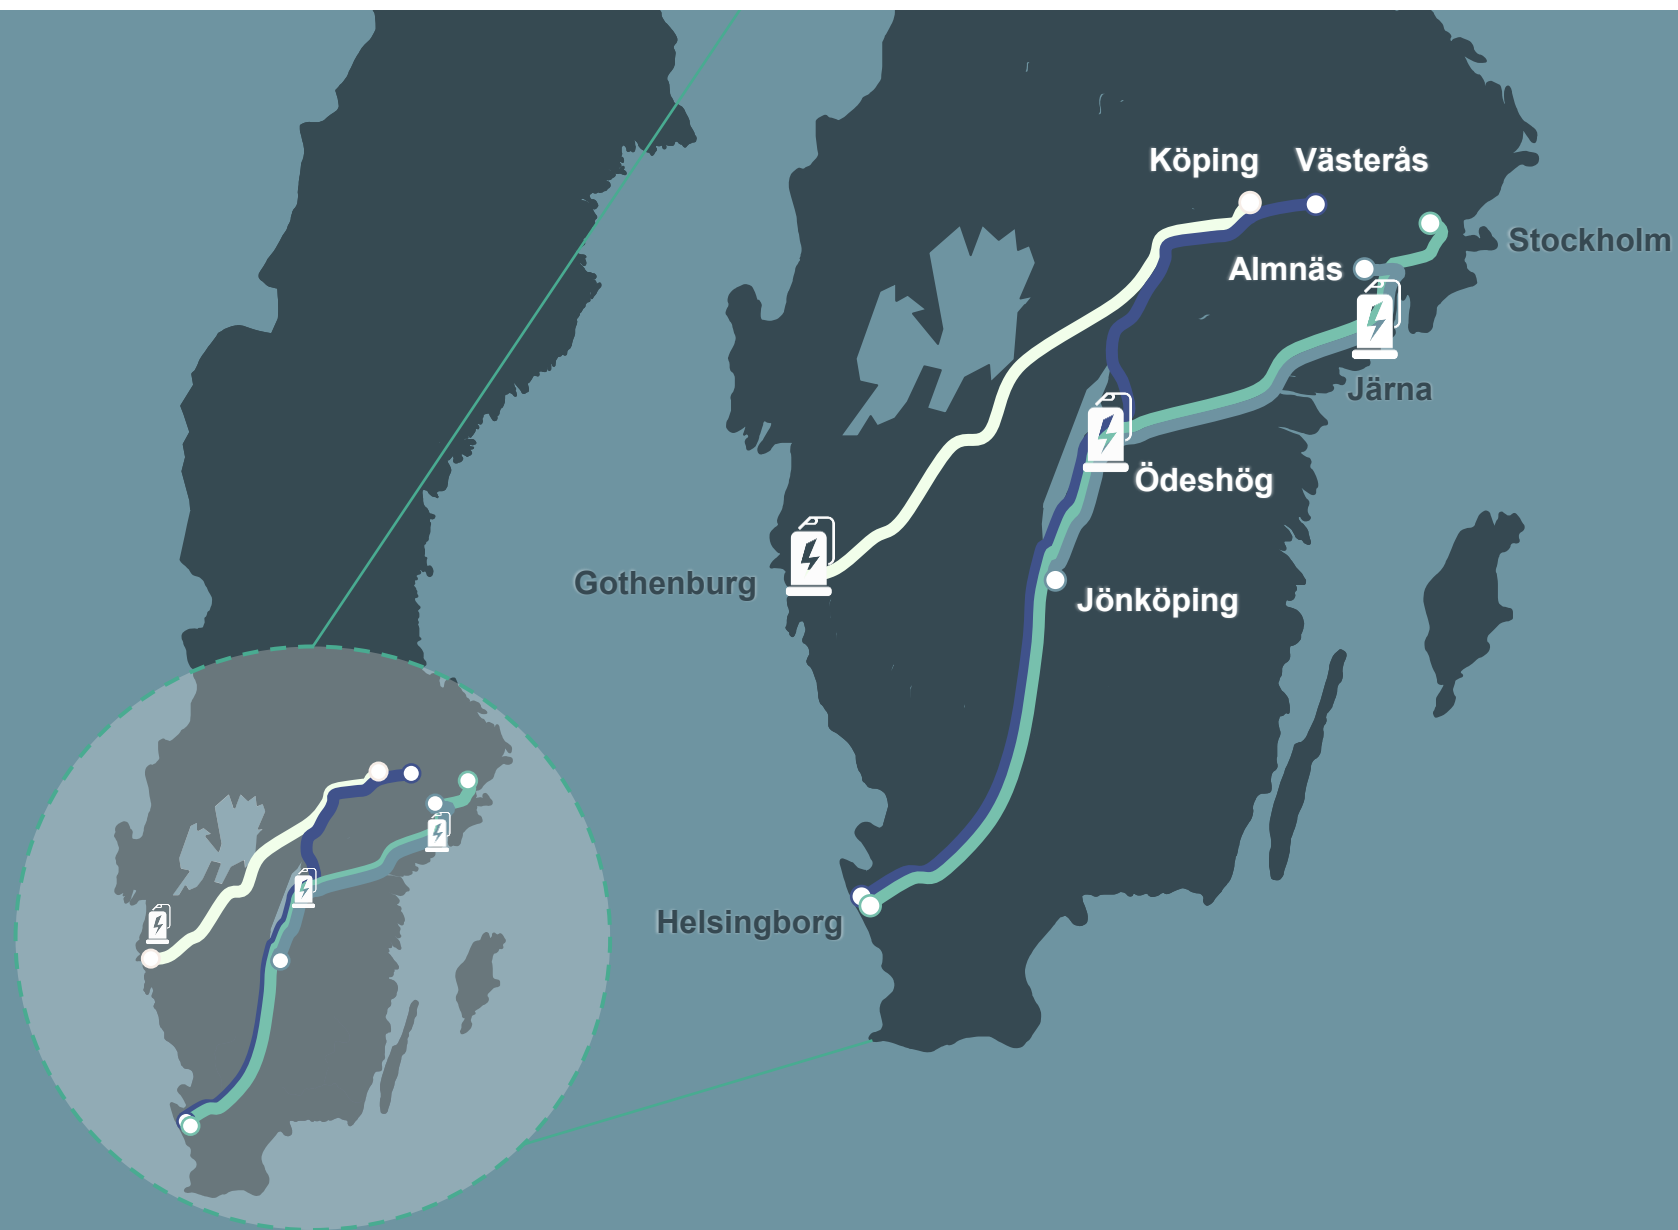 Köping
Västerås
Stockholm
Almnäs
Järna
Ödeshög
Gothenburg
Jönköping
Helsingborg